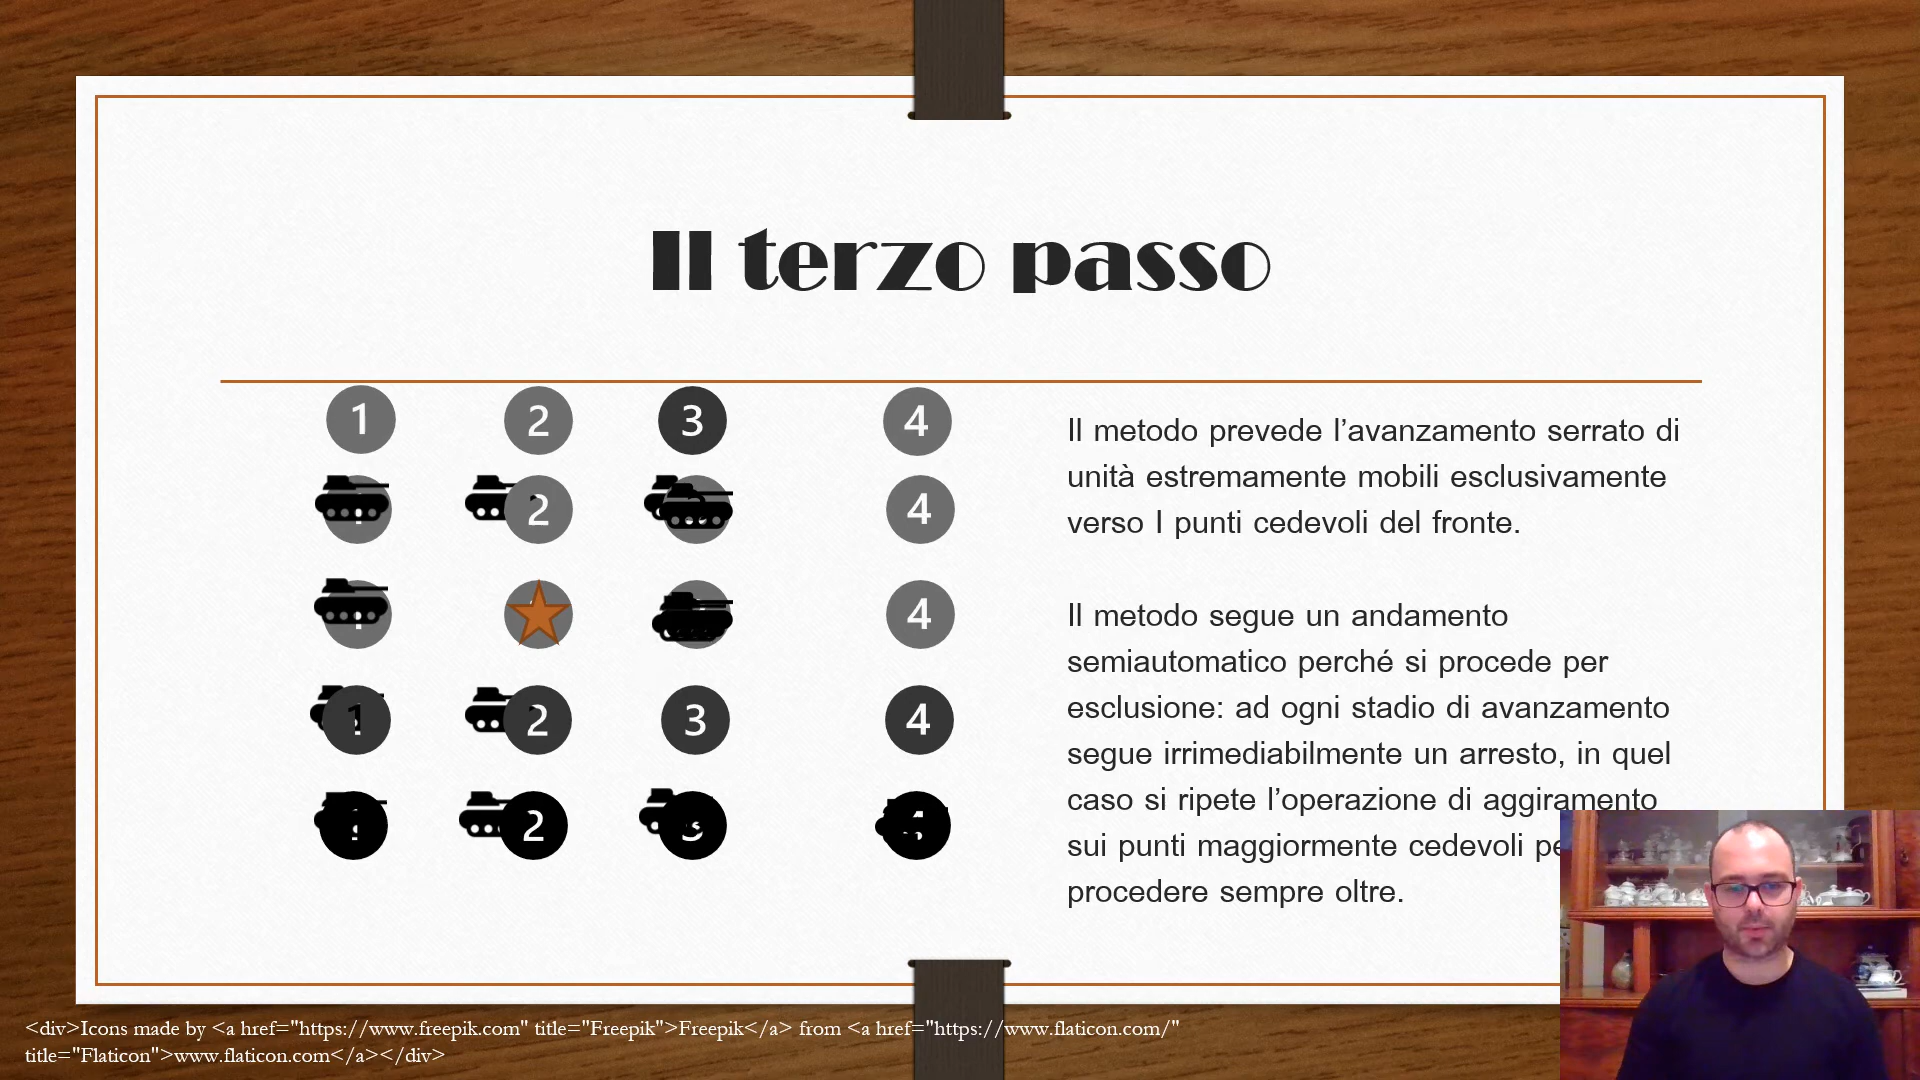 Il terzo passo
1 2 3 4
2 4
4
1 2 3 4
2
Il metodo prevede l’avanzamento serrato di
unità estremamente mobili esclusivamente
verso I punti cedevoli del fronte.
Il metodo segue un andamento
semiautomatico perché si procede per
esclusione: ad ogni stadio di avanzamento
segue irrimediabilmente un arresto, in quel
caso si ripete l’operazione di aggiramento
sui punti maggiormente cedevoli
procedere sempre oltre.
<div>Icons made by <a href="https://www.freepik.com" title="Freepik">Freepik</a> from <a href="https://www.flaticon.com/"
title="Flaticon">www.flaticon.com</a></div>